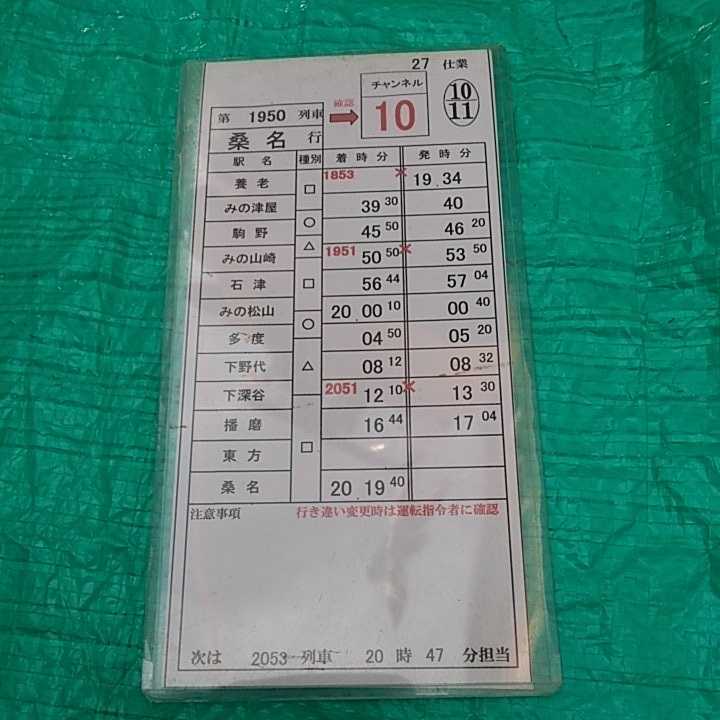 27 仕業
チャンネル
10
10
11
第 1950 列車
確認
桑名 行
駅名 種別 着時分 発時分
養老 □ 1853 × 19.34
みの津屋 39 30 40
駒野 ○ 45 50 46 20
みの山崎 △ 1951 50 50 × 53 50
石津 □ 56 44 57 04
みの松山 20.00 10 00 40
多度 ○ 04 50 05 20
下野代 △ 08 12 08 32
下深谷 2051 12 10 × 13 30
播磨 16 44 17 04
東方 □
桑名 20.19 40
注意事項 行き違い変更時は運転指令者に確認
次は 2053 列車 20 時 47 分担当